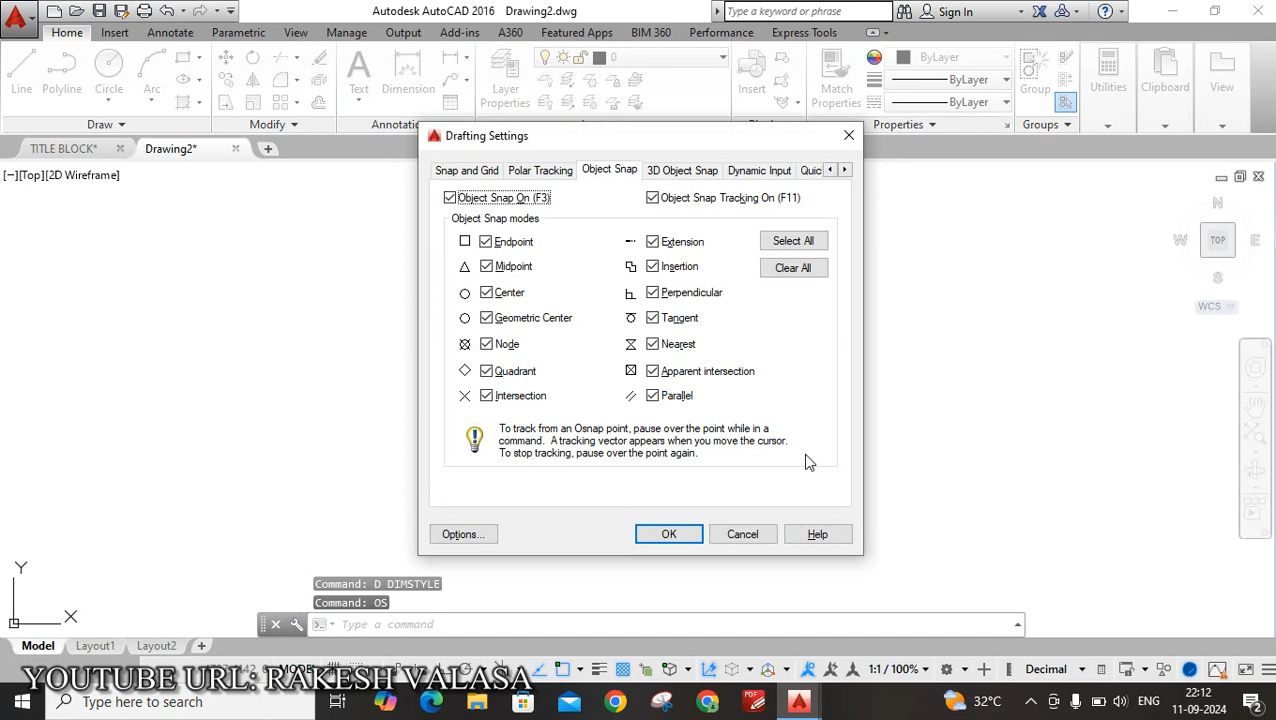 Autodesk AutoCAD 2016 Drawing2.dwg
Type a keyword or phrase
Sign In
Home Insert Annotate Parametric View Manage Output Add-ins A360 Featured Apps BIM 360 Performance Express Tools
0
ByLayer
ByLayer
ByLayer
Line Polyline Circle Arc
Text Dimension
Layer Properties
Insert
Match Properties
Group
Utilities
Clipboard
View
Draw Modify Annotation Properties Groups
TITLE BLOCK* Drawing2*
[−][Top][2D Wireframe]
Drafting Settings
Snap and Grid Polar Tracking Object Snap 3D Object Snap Dynamic Input Quic
Object Snap On (F3) Object Snap Tracking On (F11)
Object Snap modes
Endpoint Extension Select All
Midpoint Insertion Clear All
Center Perpendicular
Geometric Center Tangent
Node Nearest
Quadrant Apparent intersection
Intersection Parallel
To track from an Osnap point, pause over the point while in a
command. A tracking vector appears when you move the cursor.
To stop tracking, pause over the point again.
Options... OK Cancel Help
N
W TOP E
S
WCS
Y
X
Command: D DIMSTYLE
Command: OS
Type a command
Model Layout1 Layout2
MODEL 1:1 / 100% Decimal
YOUTUBE URL: RAKESH VALASA
Type here to search
32°C
ENG
22:12
11-09-2024
2